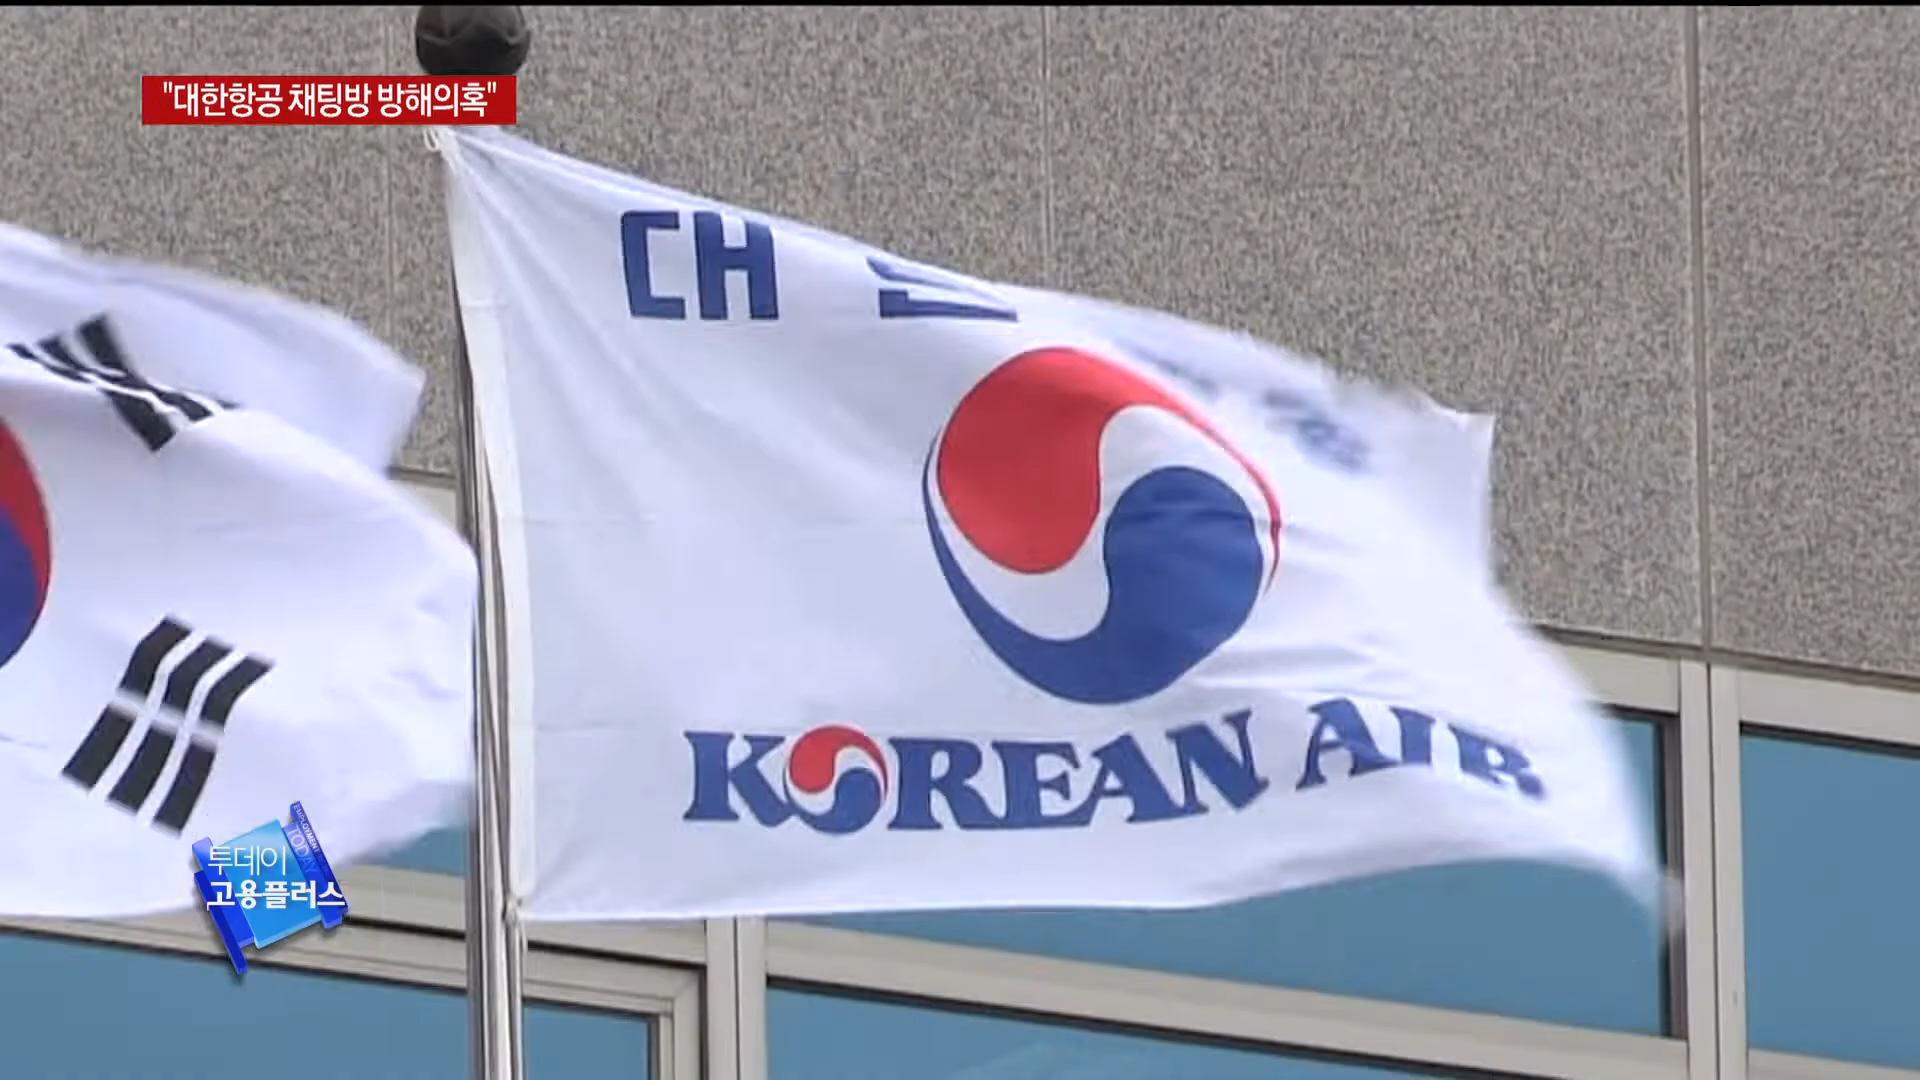 "대한항공 채팅방 방해의혹"
대
KOREAN AIR
EMPLOYMENT
TODAY
투데이
고용플러스